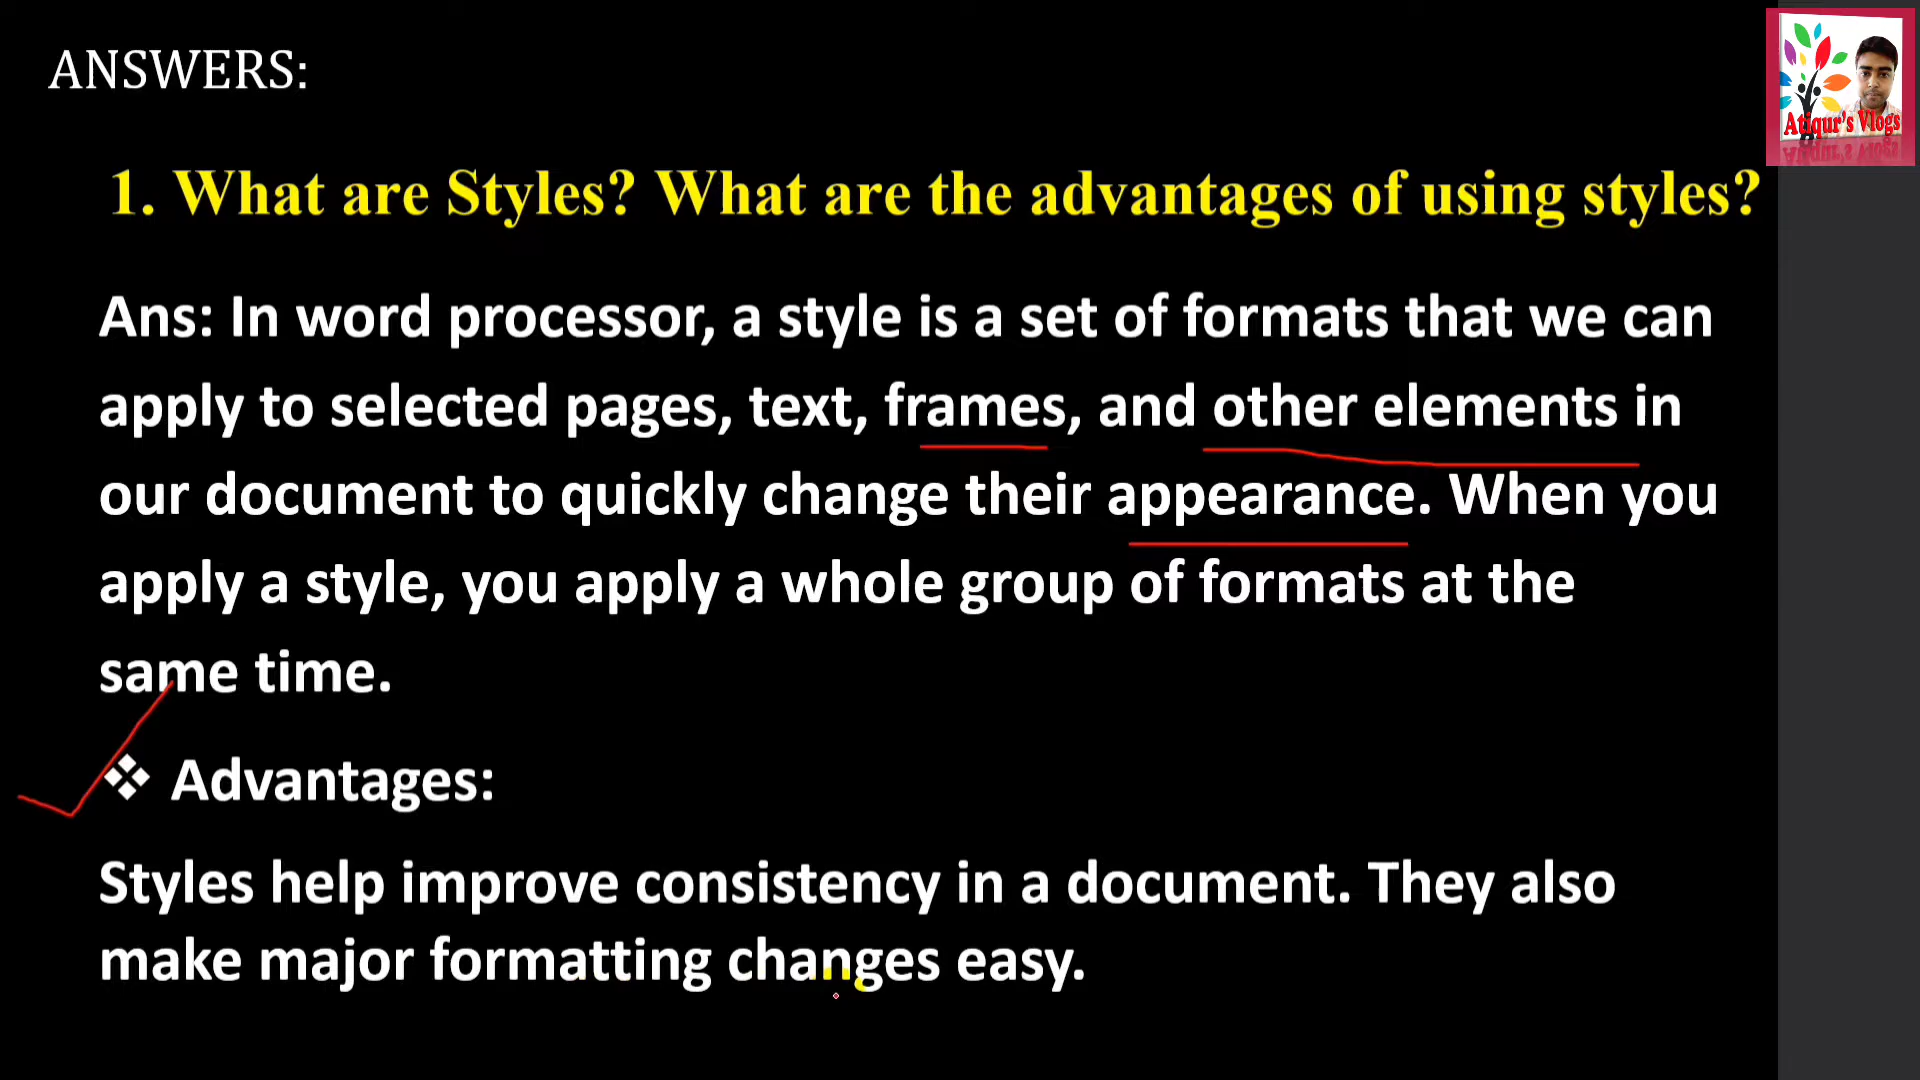 ANSWERS:
Atiqur's Vlogs
1. What are Styles? What are the advantages of using styles?
Ans: In word processor, a style is a set of formats that we can
apply to selected pages, text, frames, and other elements in
our document to quickly change their appearance. When you
apply a style, you apply a whole group of formats at the
same time.
❖ Advantages:
Styles help improve consistency in a document. They also
make major formatting changes easy.